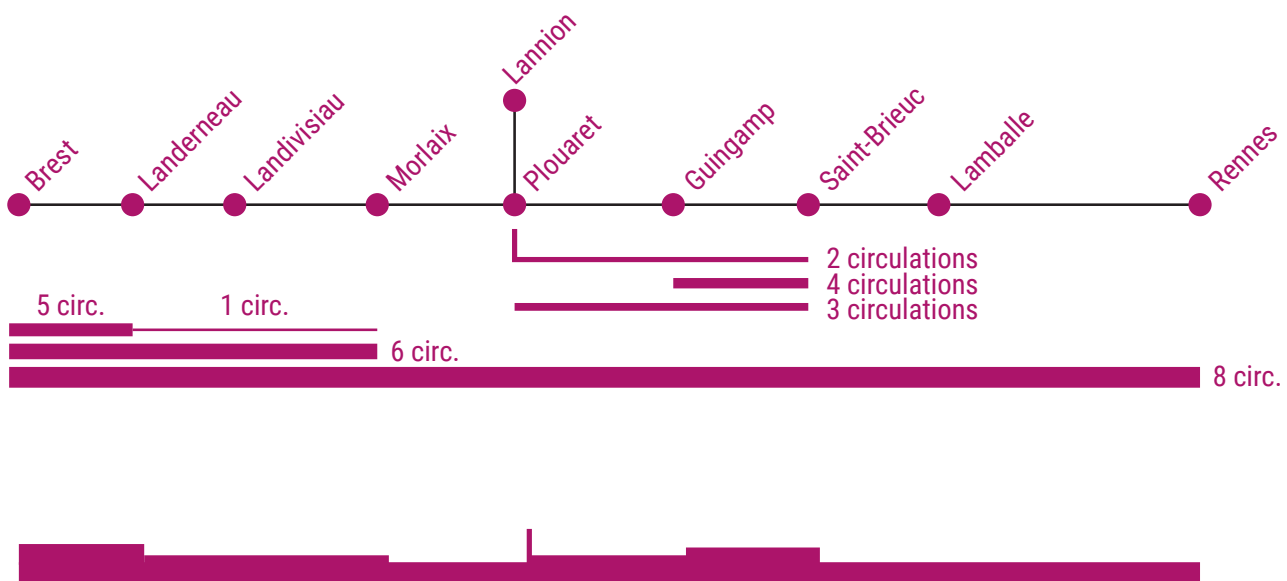 Lannion
Brest
Landerneau
Landivisiau
Morlaix
Plouaret
Guingamp
Saint-Brieuc
Lamballe
Rennes
2 circulations
4 circulations
3 circulations
5 circ.
1 circ.
6 circ.
8 circ.